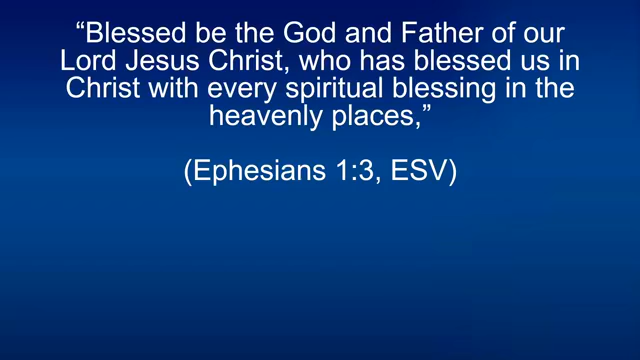 “Blessed be the God and Father of our
Lord Jesus Christ, who has blessed us in
Christ with every spiritual blessing in the
heavenly places,”
(Ephesians 1:3, ESV)